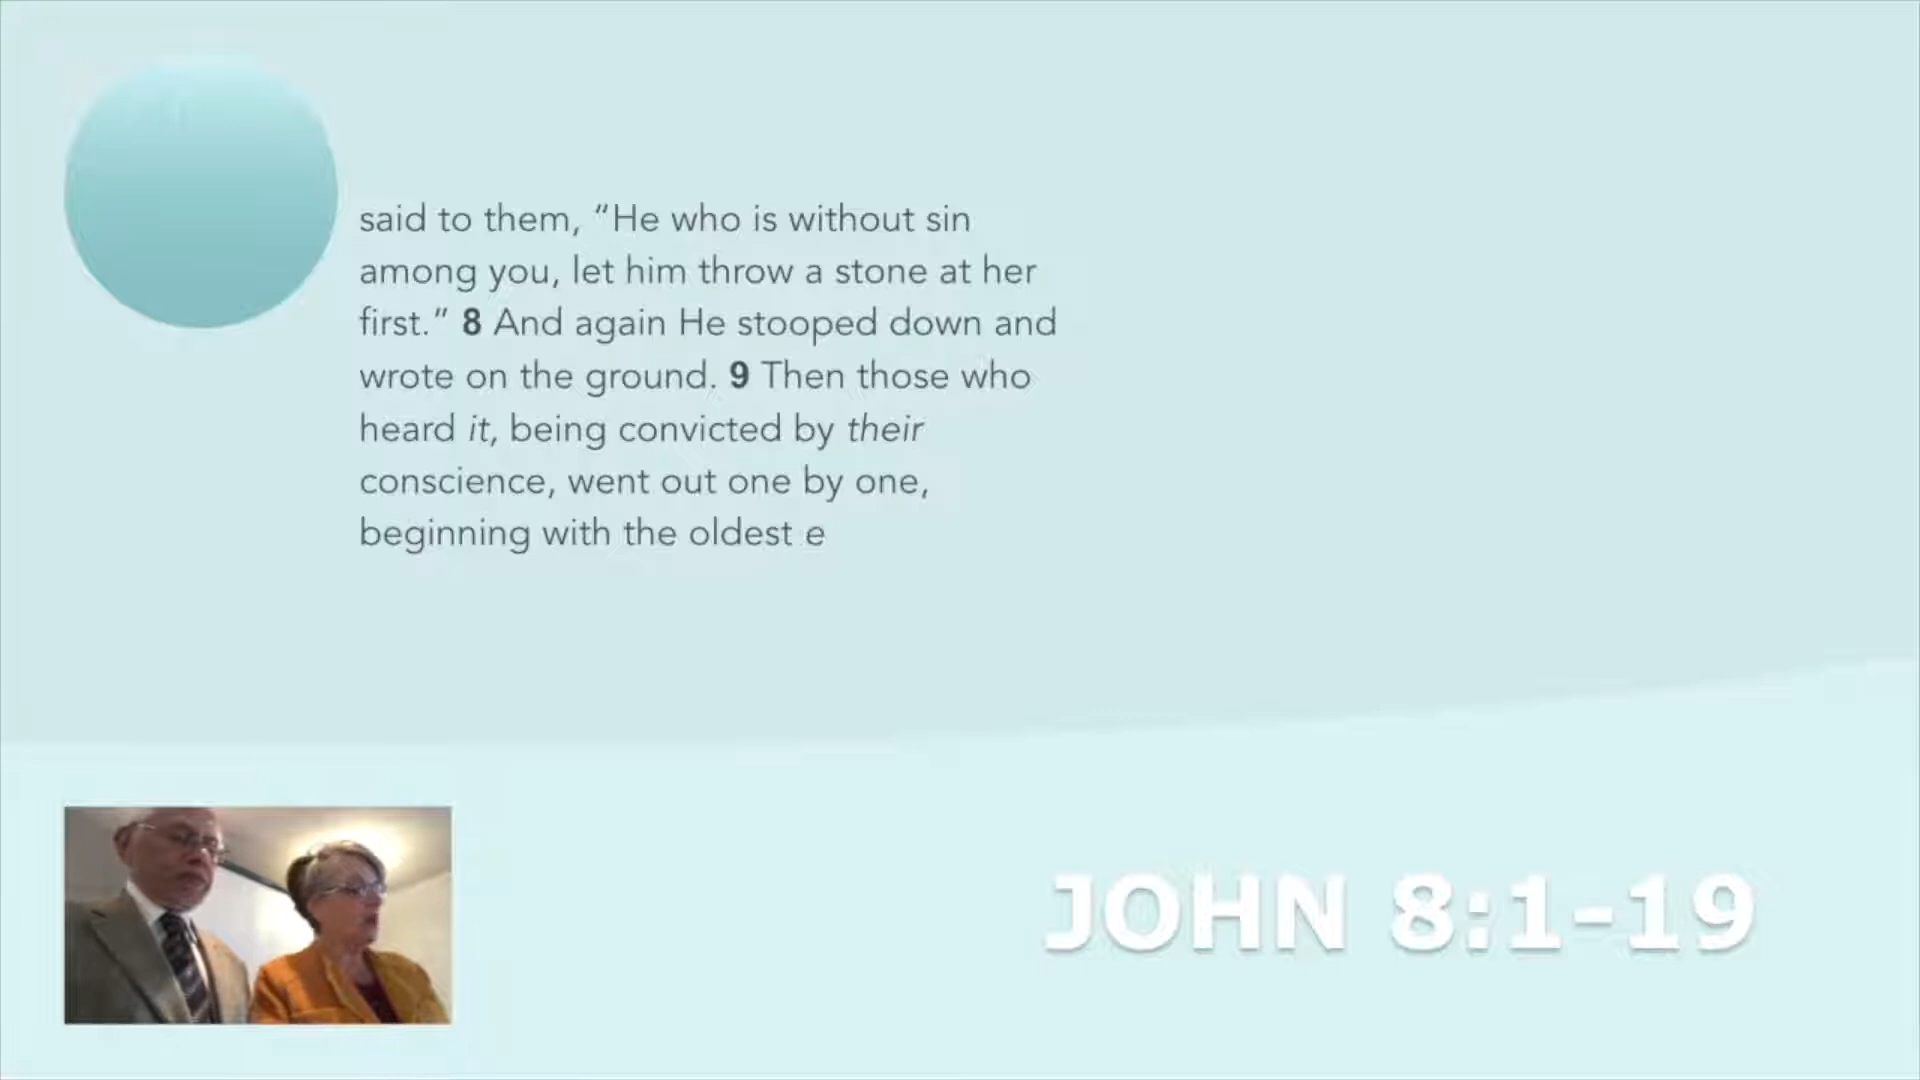 said to them, “He who is without sin
among you, let him throw a stone at her
first.” 8 And again He stooped down and
wrote on the ground. 9 Then those who
heard it, being convicted by their
conscience, went out one by one,
beginning with the oldest e
JOHN 8:1-19